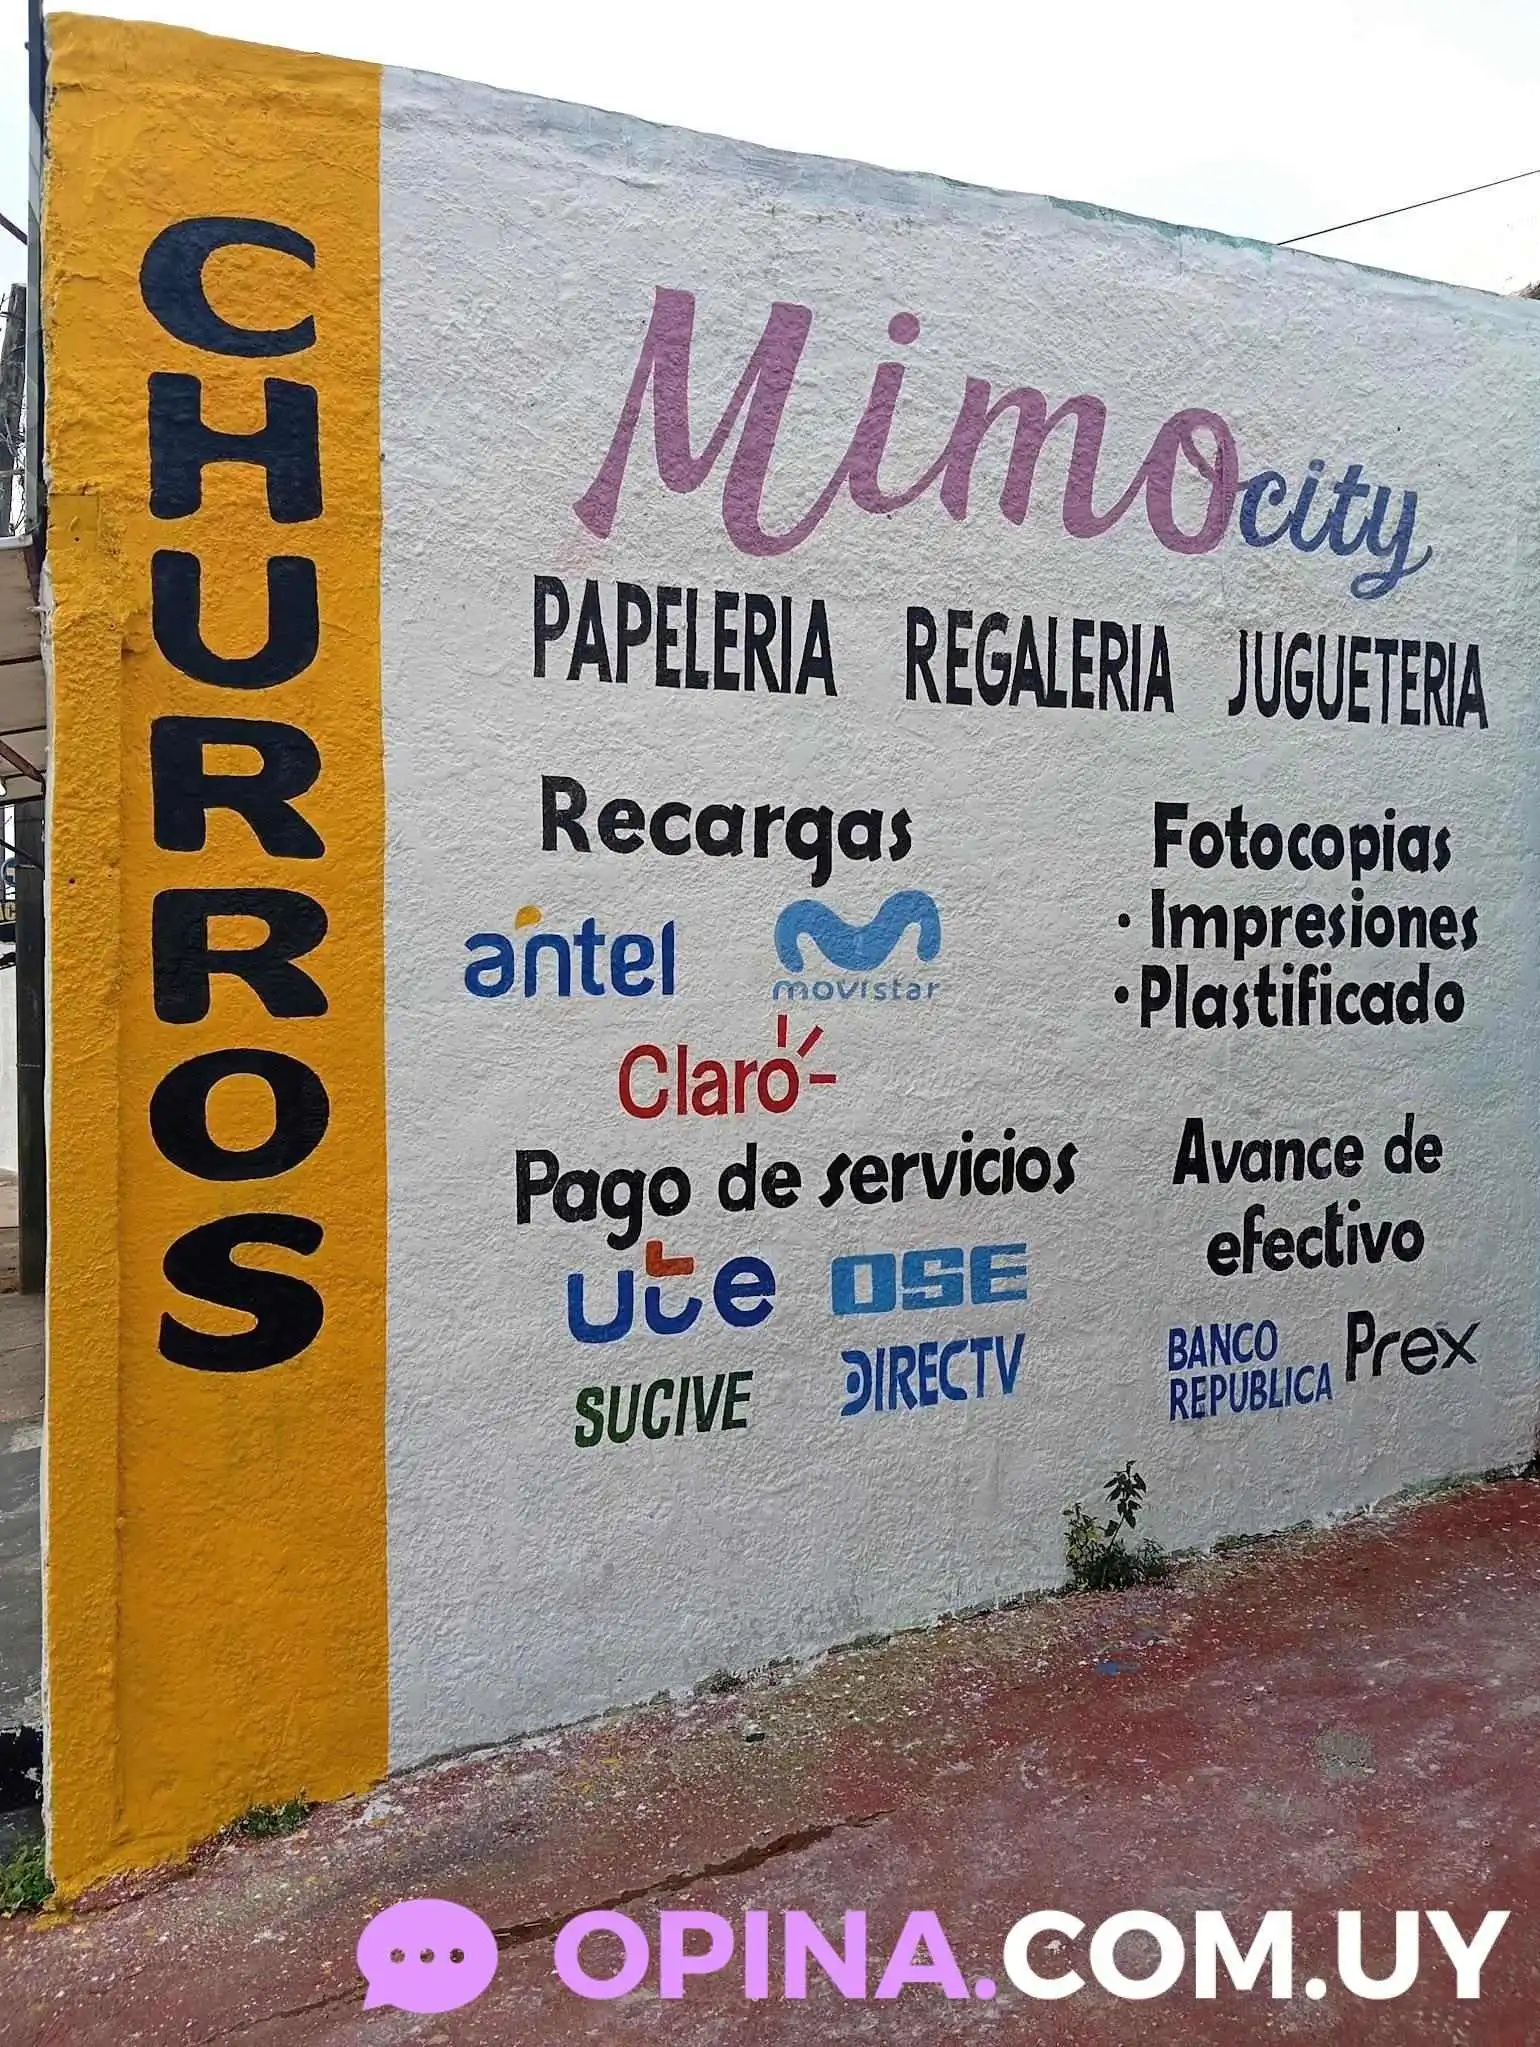 CHURROS
Mimo city
PAPELERIA REGALERIA JUGUETERIA
Recargas
antel movistar
Claro
Fotocopias
• Impresiones
• Plastificado
Pago de servicios
ute OSE
SUCIVE DIRECTV
Avance de
efectivo
BANCO
REPUBLICA Prex
OPINA.COM.UY